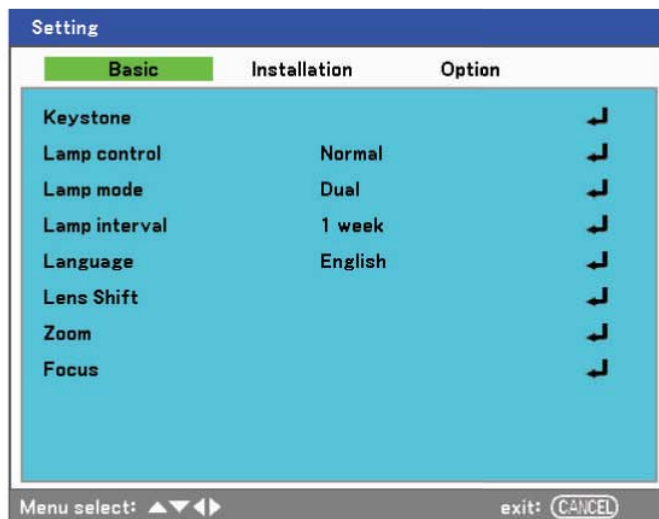 Setting
Basic Installation Option
Keystone
Lamp control Normal
Lamp mode Dual
Lamp interval 1 week
Language English
Lens Shift
Zoom
Focus
Menu select: ▲▼◀▶ exit: CANCEL